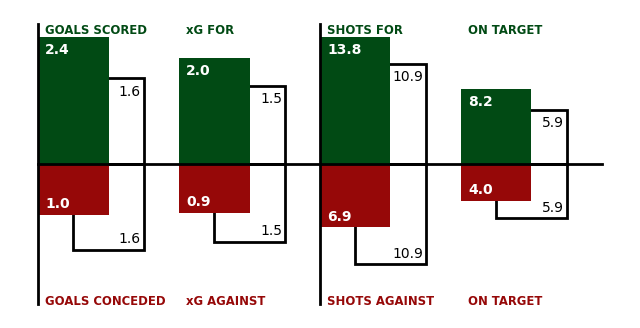 GOALS SCORED xG FOR SHOTS FOR ON TARGET
2.4 2.0 13.8 8.2
1.6 1.5 10.9 5.9
1.0 0.9 6.9 4.0
1.6 1.5 10.9 5.9
GOALS CONCEDED xG AGAINST SHOTS AGAINST ON TARGET